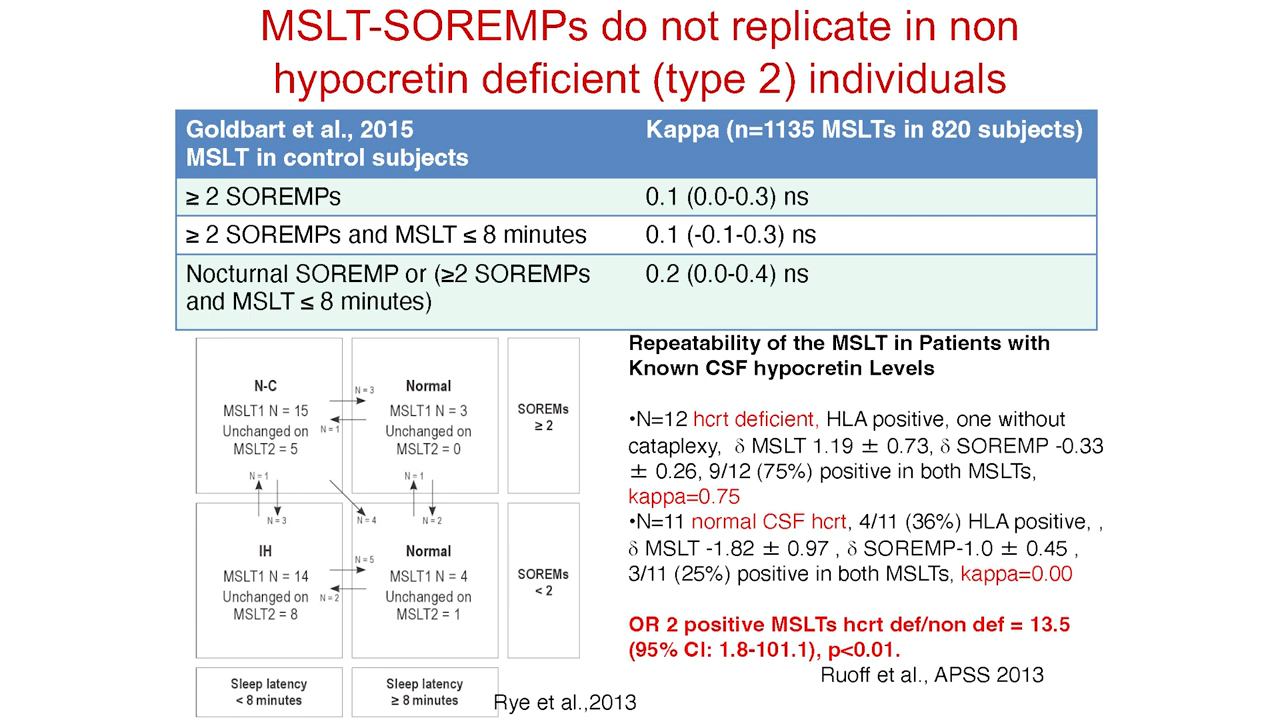 MSLT-SOREMPs do not replicate in non
hypocretin deficient (type 2) individuals
Goldbart et al., 2015
MSLT in control subjects
Kappa (n=1135 MSLTs in 820 subjects)
≥ 2 SOREMPs
0.1 (0.0-0.3) ns
≥ 2 SOREMPs and MSLT ≤ 8 minutes
0.1 (-0.1-0.3) ns
Nocturnal SOREMP or (≥2 SOREMPs
and MSLT ≤ 8 minutes)
0.2 (0.0-0.4) ns
N-C
MSLT1 N = 15
Unchanged on
MSLT2 = 5
N = 3
N = 1
Normal
MSLT1 N = 3
Unchanged on
MSLT2 = 0
SOREMs
≥ 2
N = 1
N = 3
N = 4
N = 1
N = 2
IH
MSLT1 N = 14
Unchanged on
MSLT2 = 8
N = 5
N = 2
Normal
MSLT1 N = 4
Unchanged on
MSLT2 = 1
SOREMs
< 2
Sleep latency
< 8 minutes
Sleep latency
≥ 8 minutes
Rye et al.,2013
Repeatability of the MSLT in Patients with
Known CSF hypocretin Levels
•N=12 hcrt deficient, HLA positive, one without
cataplexy, δ MSLT 1.19 ± 0.73, δ SOREMP -0.33
± 0.26, 9/12 (75%) positive in both MSLTs,
kappa=0.75
•N=11 normal CSF hcrt, 4/11 (36%) HLA positive, ,
δ MSLT -1.82 ± 0.97 , δ SOREMP-1.0 ± 0.45 ,
3/11 (25%) positive in both MSLTs, kappa=0.00
OR 2 positive MSLTs hcrt def/non def = 13.5
(95% CI: 1.8-101.1), p<0.01.
Ruoff et al., APSS 2013